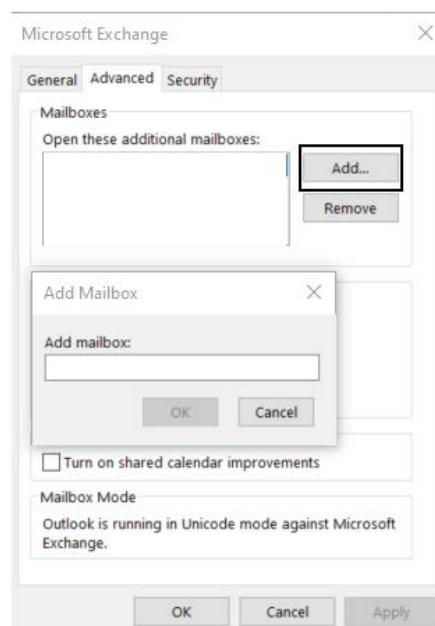 Microsoft Exchange
General Advanced Security
Mailboxes
Open these additional mailboxes:
Add...
Remove
Add Mailbox
Add mailbox:
OK Cancel
Turn on shared calendar improvements
Mailbox Mode
Outlook is running in Unicode mode against Microsoft
Exchange.
OK Cancel Apply